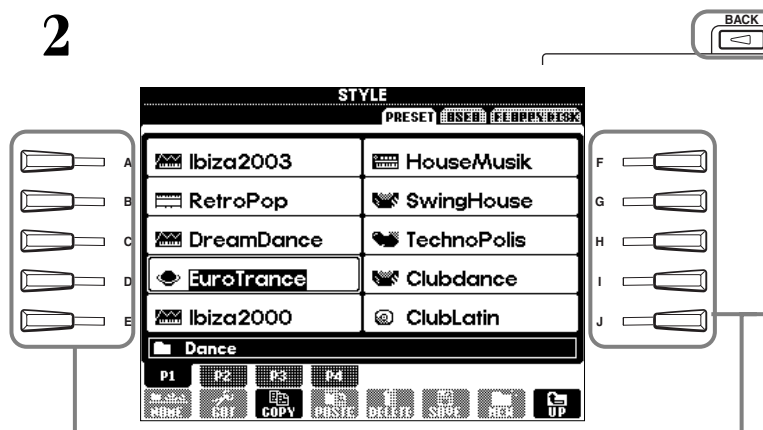 2
BACK
STYLE
PRESET USER FLOPPY DISK
A Ibiza2003 HouseMusik F
B RetroPop SwingHouse G
C DreamDance TechnoPolis H
D EuroTrance Clubdance I
E Ibiza2000 ClubLatin J
Dance
P1 P2 P3 P4
NAME CUT COPY PASTE DELETE SAVE NEW UP